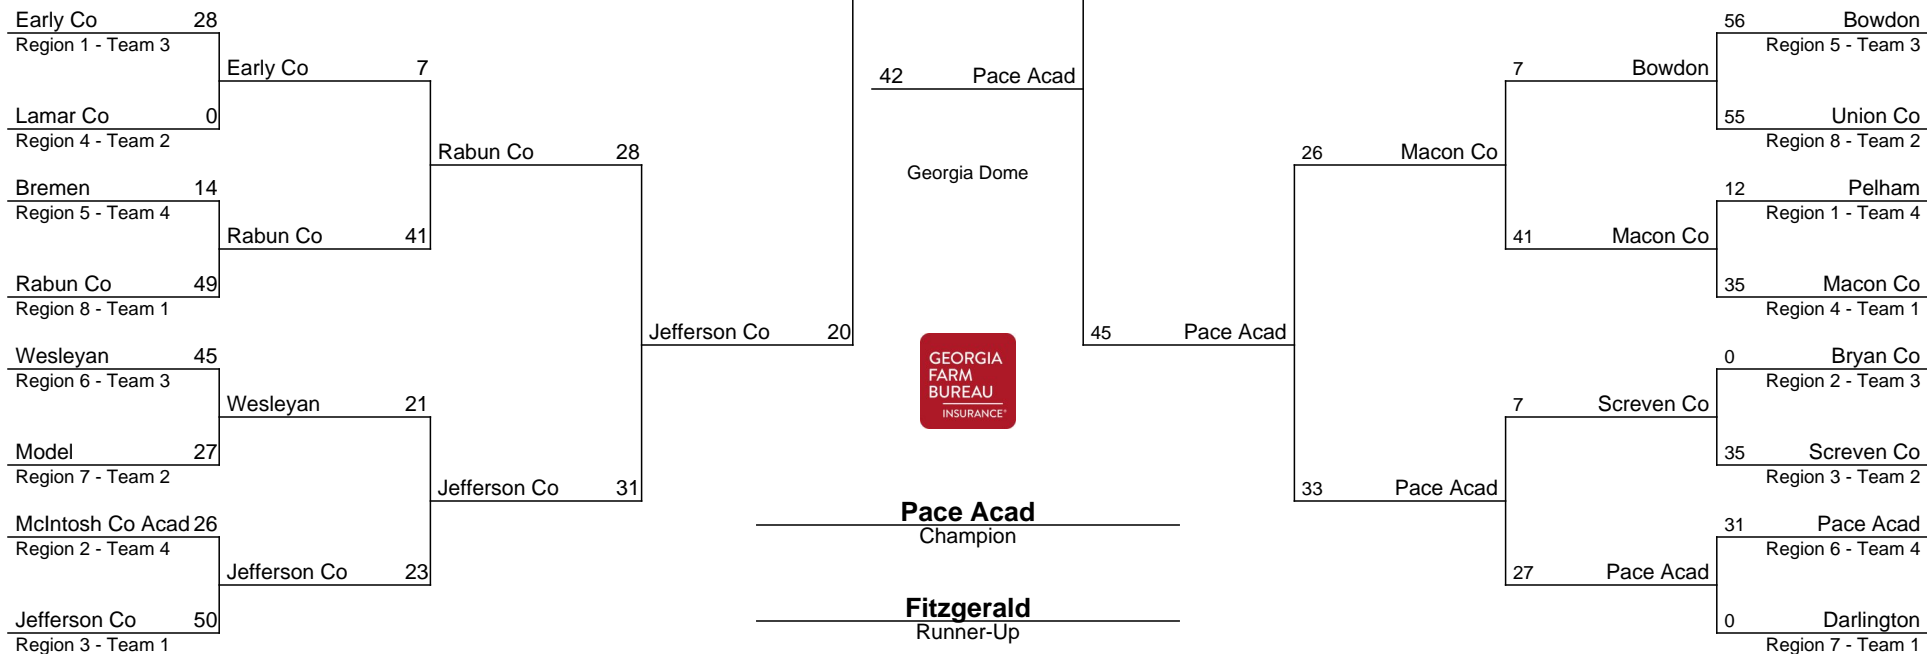 Early Co 28
Region 1 - Team 3
Early Co 7
Lamar Co 0
Region 4 - Team 2
Rabun Co 28
Bremen 14
Region 5 - Team 4
Rabun Co 41
Rabun Co 49
Region 8 - Team 1
Jefferson Co 20
Wesleyan 45
Region 6 - Team 3
Wesleyan 21
Model 27
Region 7 - Team 2
Jefferson Co 31
McIntosh Co Acad 26
Region 2 - Team 4
Jefferson Co 23
Jefferson Co 50
Region 3 - Team 1
42 Pace Acad
Georgia Dome
GEORGIA
FARM
BUREAU
INSURANCE®
Pace Acad
Champion
Fitzgerald
Runner-Up
56 Bowdon
Region 5 - Team 3
7 Bowdon
55 Union Co
Region 8 - Team 2
26 Macon Co
12 Pelham
Region 1 - Team 4
41 Macon Co
35 Macon Co
Region 4 - Team 1
45 Pace Acad
0 Bryan Co
Region 2 - Team 3
7 Screven Co
35 Screven Co
Region 3 - Team 2
33 Pace Acad
31 Pace Acad
Region 6 - Team 4
27 Pace Acad
0 Darlington
Region 7 - Team 1